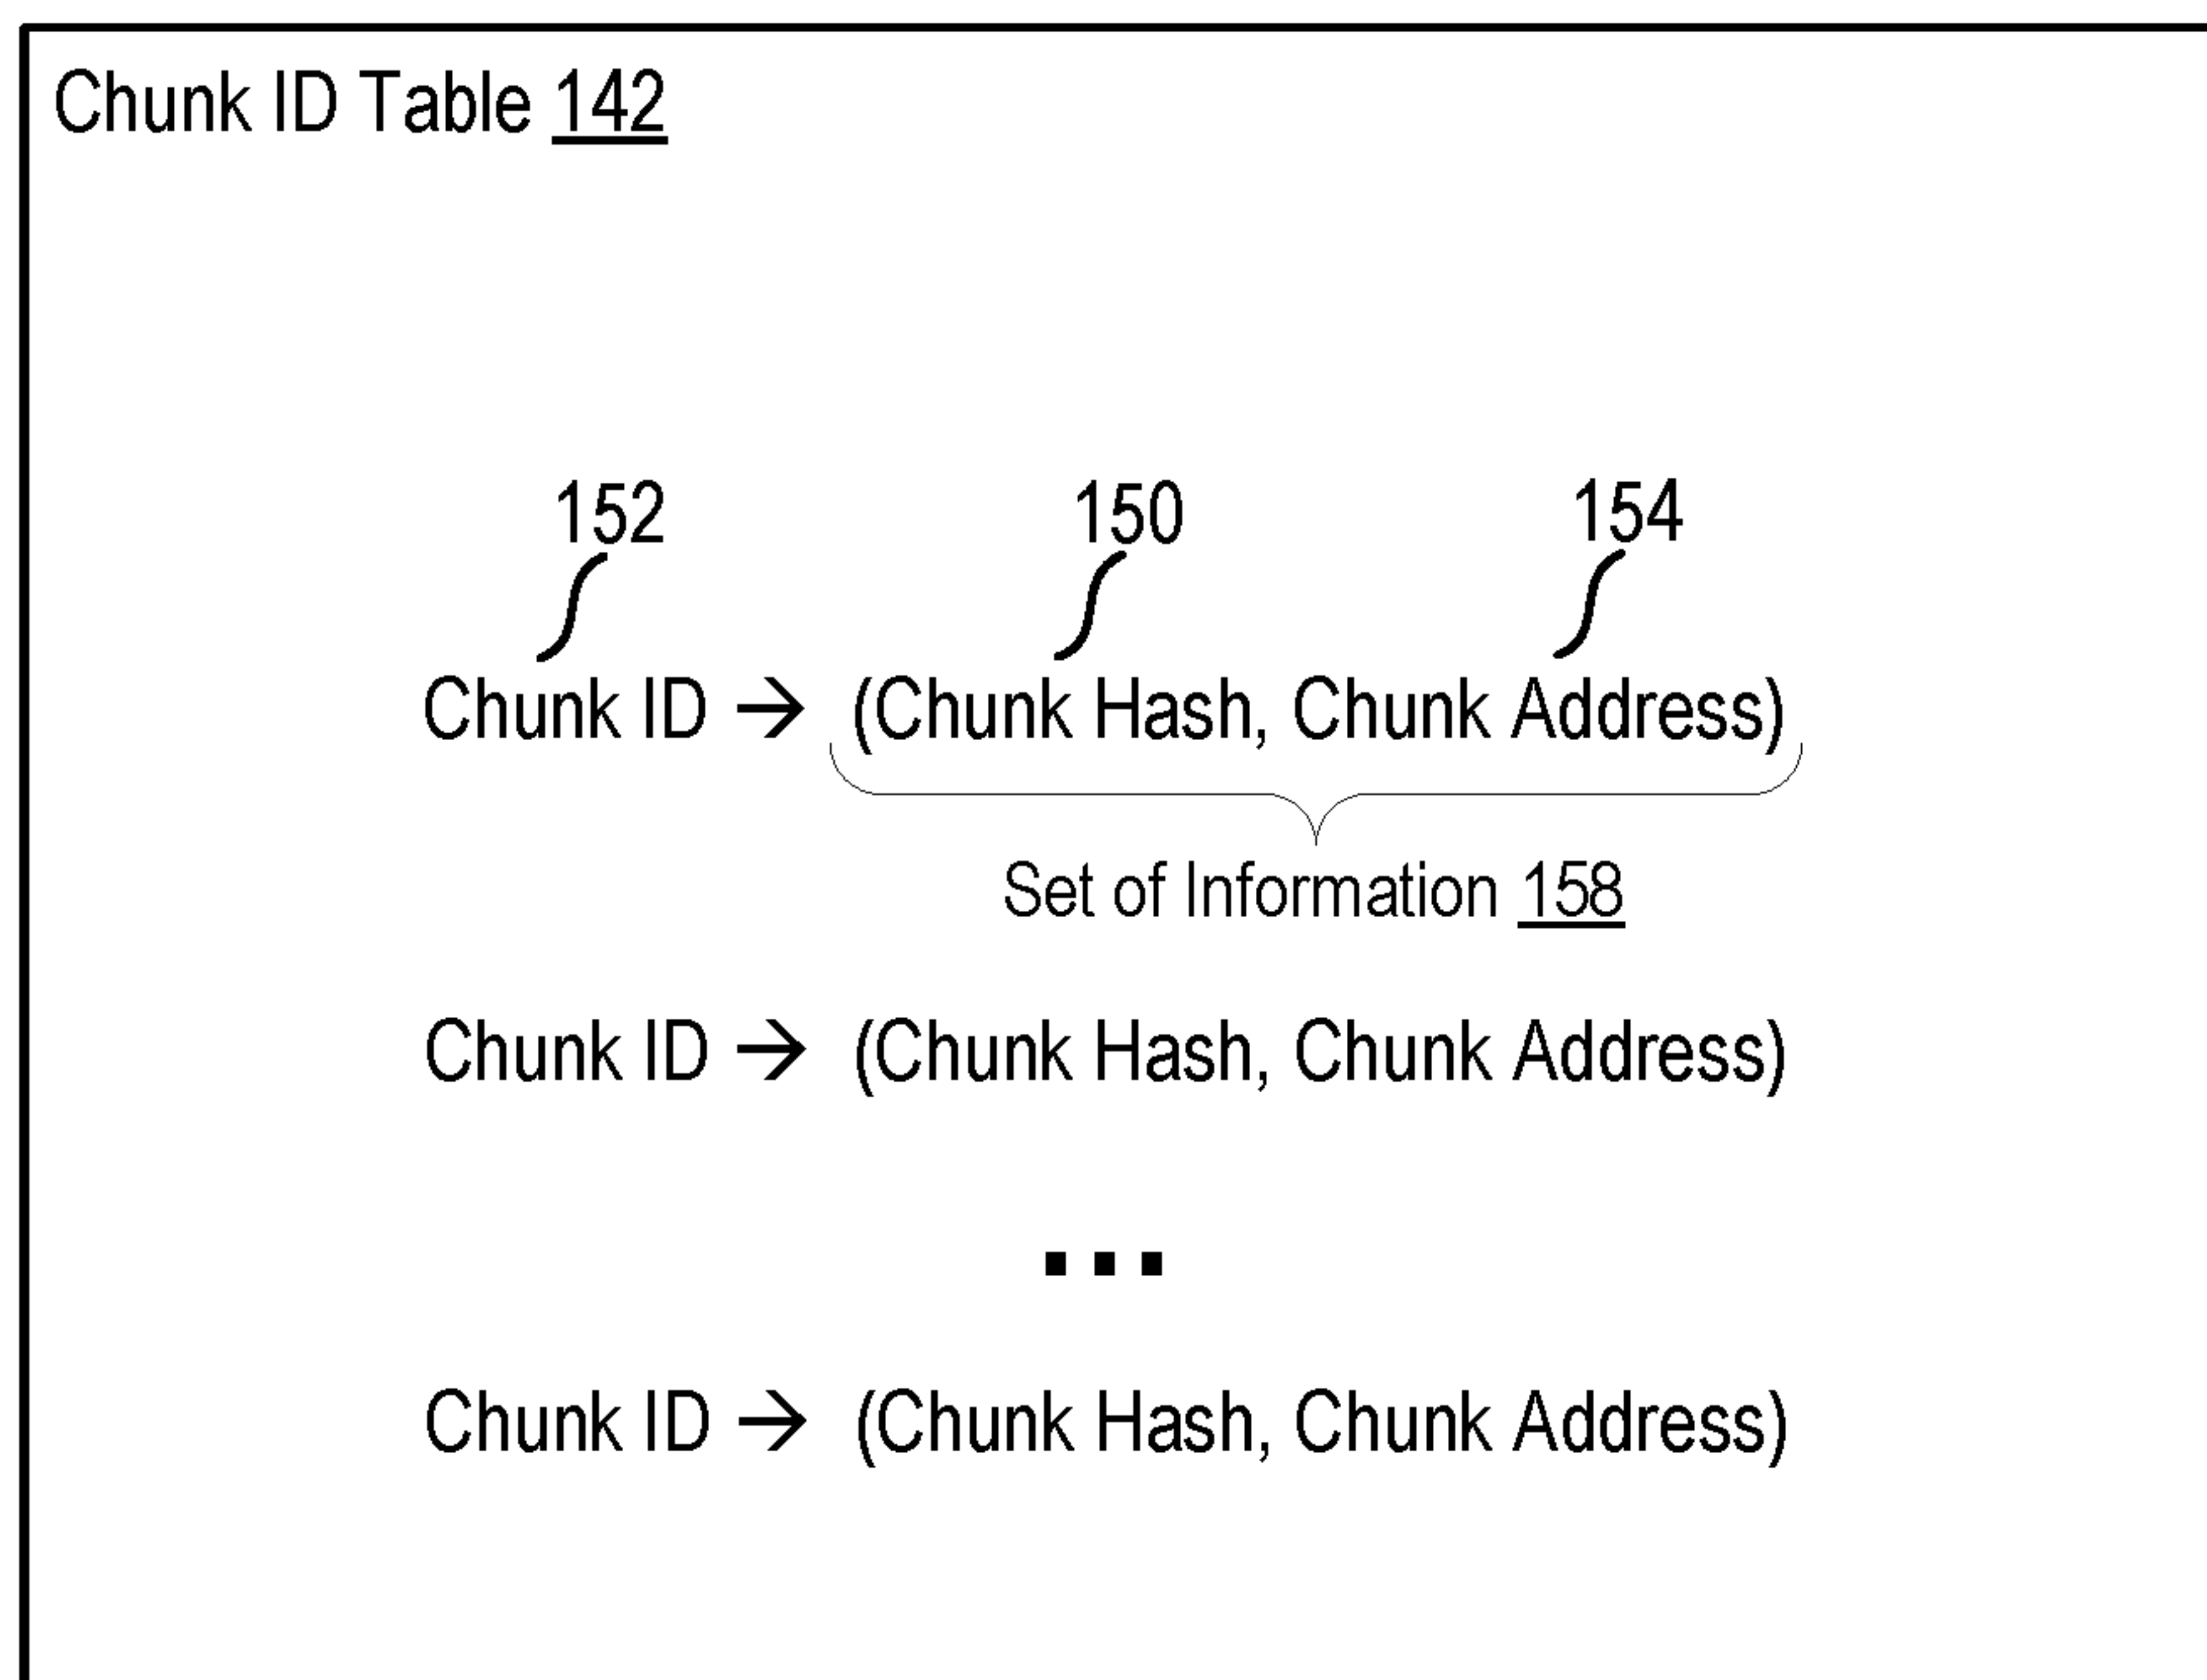 Chunk ID Table 142
152 150 154
Chunk ID → (Chunk Hash, Chunk Address)
Set of Information 158
Chunk ID → (Chunk Hash, Chunk Address)
...
Chunk ID → (Chunk Hash, Chunk Address)